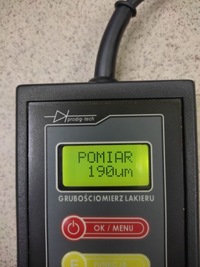 prodig-tech
POMIAR
190um
GRUBOŚCIOMIERZ LAKIERU
OK / MENU